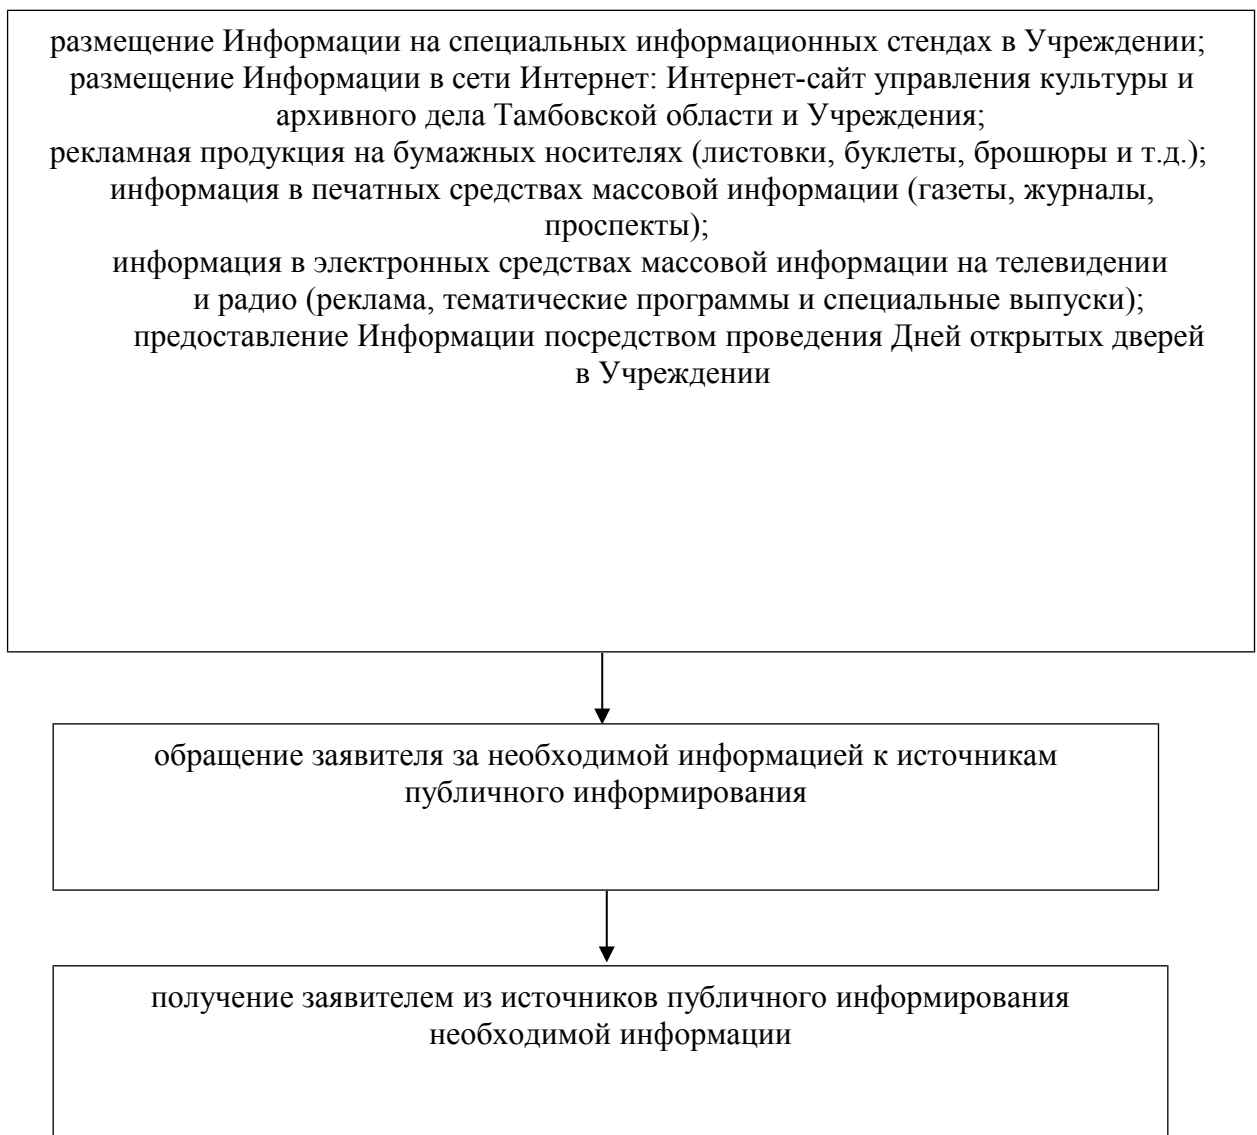 размещение Информации на специальных информационных стендах в Учреждении;
размещение Информации в сети Интернет: Интернет-сайт управления культуры и
архивного дела Тамбовской области и Учреждения;
рекламная продукция на бумажных носителях (листовки, буклеты, брошюры и т.д.);
информация в печатных средствах массовой информации (газеты, журналы,
проспекты);
информация в электронных средствах массовой информации на телевидении
и радио (реклама, тематические программы и специальные выпуски);
предоставление Информации посредством проведения Дней открытых дверей
в Учреждении
обращение заявителя за необходимой информацией к источникам
публичного информирования
получение заявителем из источников публичного информирования
необходимой информации